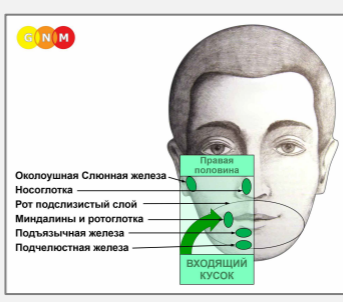 GNM
Правая
половина
Околоушная Слюнная железа
Носоглотка
Рот подслизистый слой
Миндалины и ротоглотка
Подъязычная железа
Подчелюстная железа
ВХОДЯЩИЙ
КУСОК